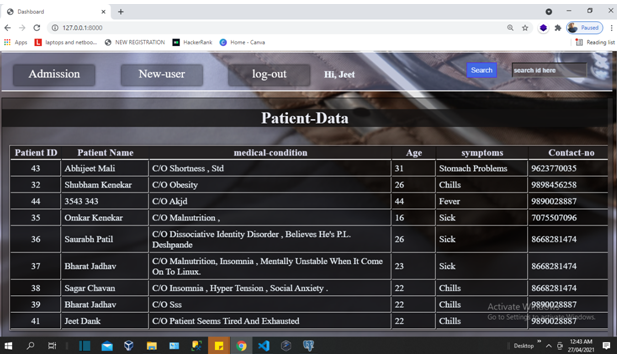 Dashboard
127.0.0.1:8000
Paused
Apps
laptops and netboo...
NEW REGISTRATION
HackerRank
Home - Canva
Reading list
Admission
New-user
log-out
Hi, Jeet
Search
search id here
Patient-Data
Patient ID Patient Name medical-condition Age symptoms Contact-no
43 Abhijeet Mali C/O Shortness , Std 31 Stomach Problems 9623770035
32 Shubham Kenekar C/O Obesity 26 Chills 9898456258
44 3543 343 C/O Akjd 44 Fever 9890028887
35 Omkar Kenekar C/O Malnutrition , 16 Sick 7075507096
36 Saurabh Patil C/O Dissociative Identity Disorder , Believes He's P.L. Deshpande 26 Sick 8668281474
37 Bharat Jadhav C/O Malnutrition, Insomnia , Mentally Unstable When It Come On To Linux. 23 Sick 8668281474
38 Sagar Chavan C/O Insomnia , Hyper Tension , Social Anxiety . 22 Chills 8668281474
39 Bharat Jadhav C/O Sss 22 Chills 9890028887
41 Jeet Dank C/O Patient Seems Tired And Exhausted 22 Chills 9890028887
Activate Windows
Go to Settings to activate Windows.
Desktop
12:43 AM
27/04/2021